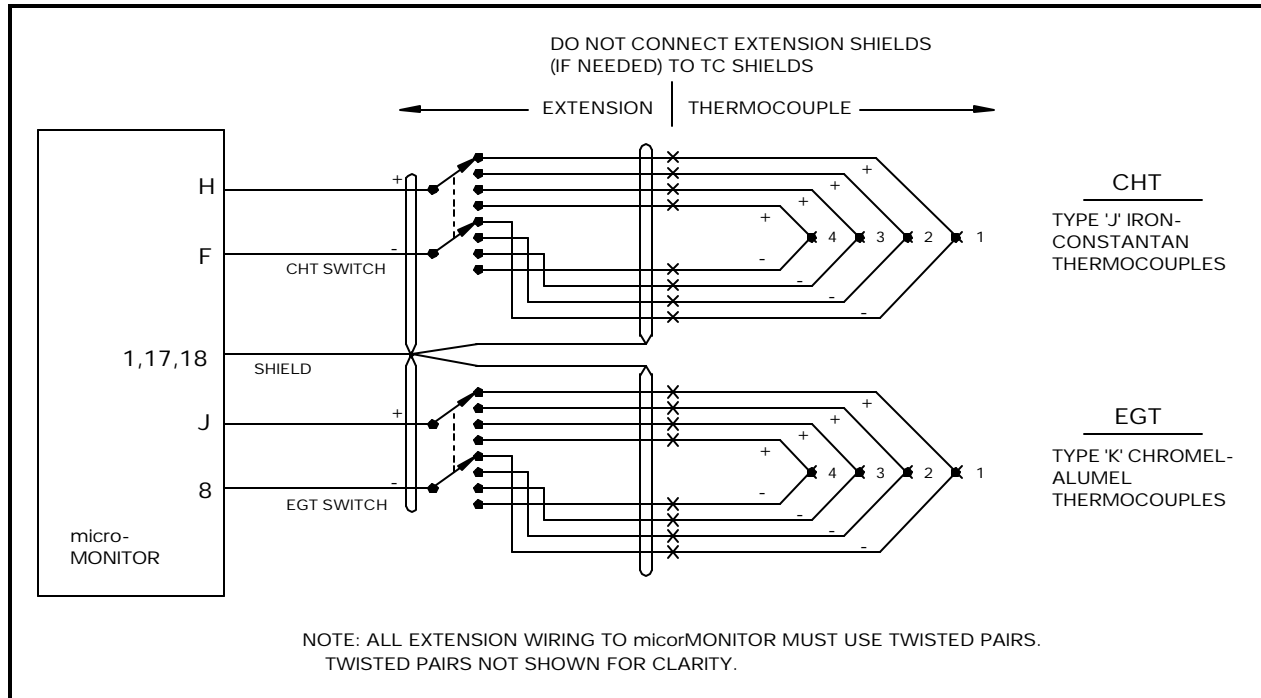 DO NOT CONNECT EXTENSION SHIELDS
(IF NEEDED) TO TC SHIELDS
EXTENSION
THERMOCOUPLE
H
+
F
-
CHT SWITCH
+
+
+
+
4
3
2
1
-
-
-
-
CHT
TYPE 'J' IRON-
CONSTANTAN
THERMOCOUPLES
1,17,18
SHIELD
J
+
8
-
EGT SWITCH
+
+
+
+
4
3
2
1
-
-
-
-
EGT
TYPE 'K' CHROMEL-
ALUMEL
THERMOCOUPLES
micro-
MONITOR
NOTE: ALL EXTENSION WIRING TO micorMONITOR MUST USE TWISTED PAIRS.
TWISTED PAIRS NOT SHOWN FOR CLARITY.